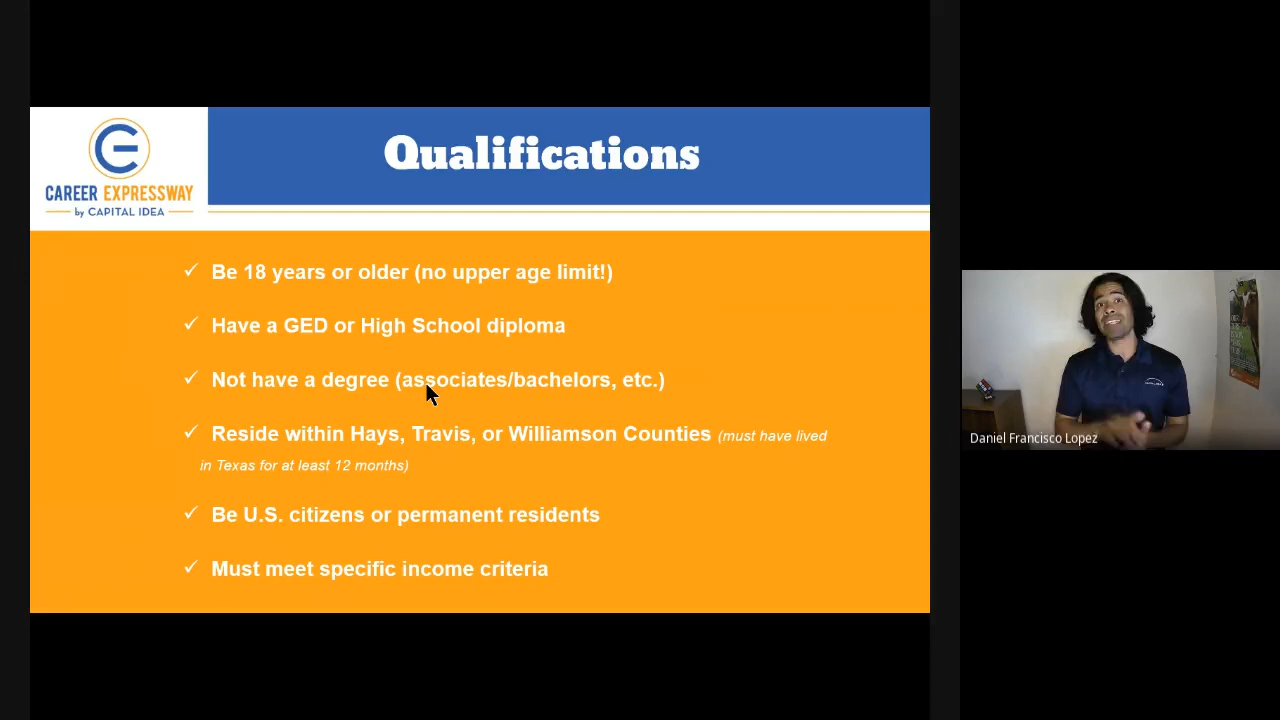 Qualifications
CAREER EXPRESSWAY
by CAPITAL IDEA
Be 18 years or older (no upper age limit!)
Have a GED or High School diploma
Not have a degree (associates/bachelors, etc.)
Reside within Hays, Travis, or Williamson Counties (must have lived
in Texas for at least 12 months)
Be U.S. citizens or permanent residents
Must meet specific income criteria
Daniel Francisco Lopez